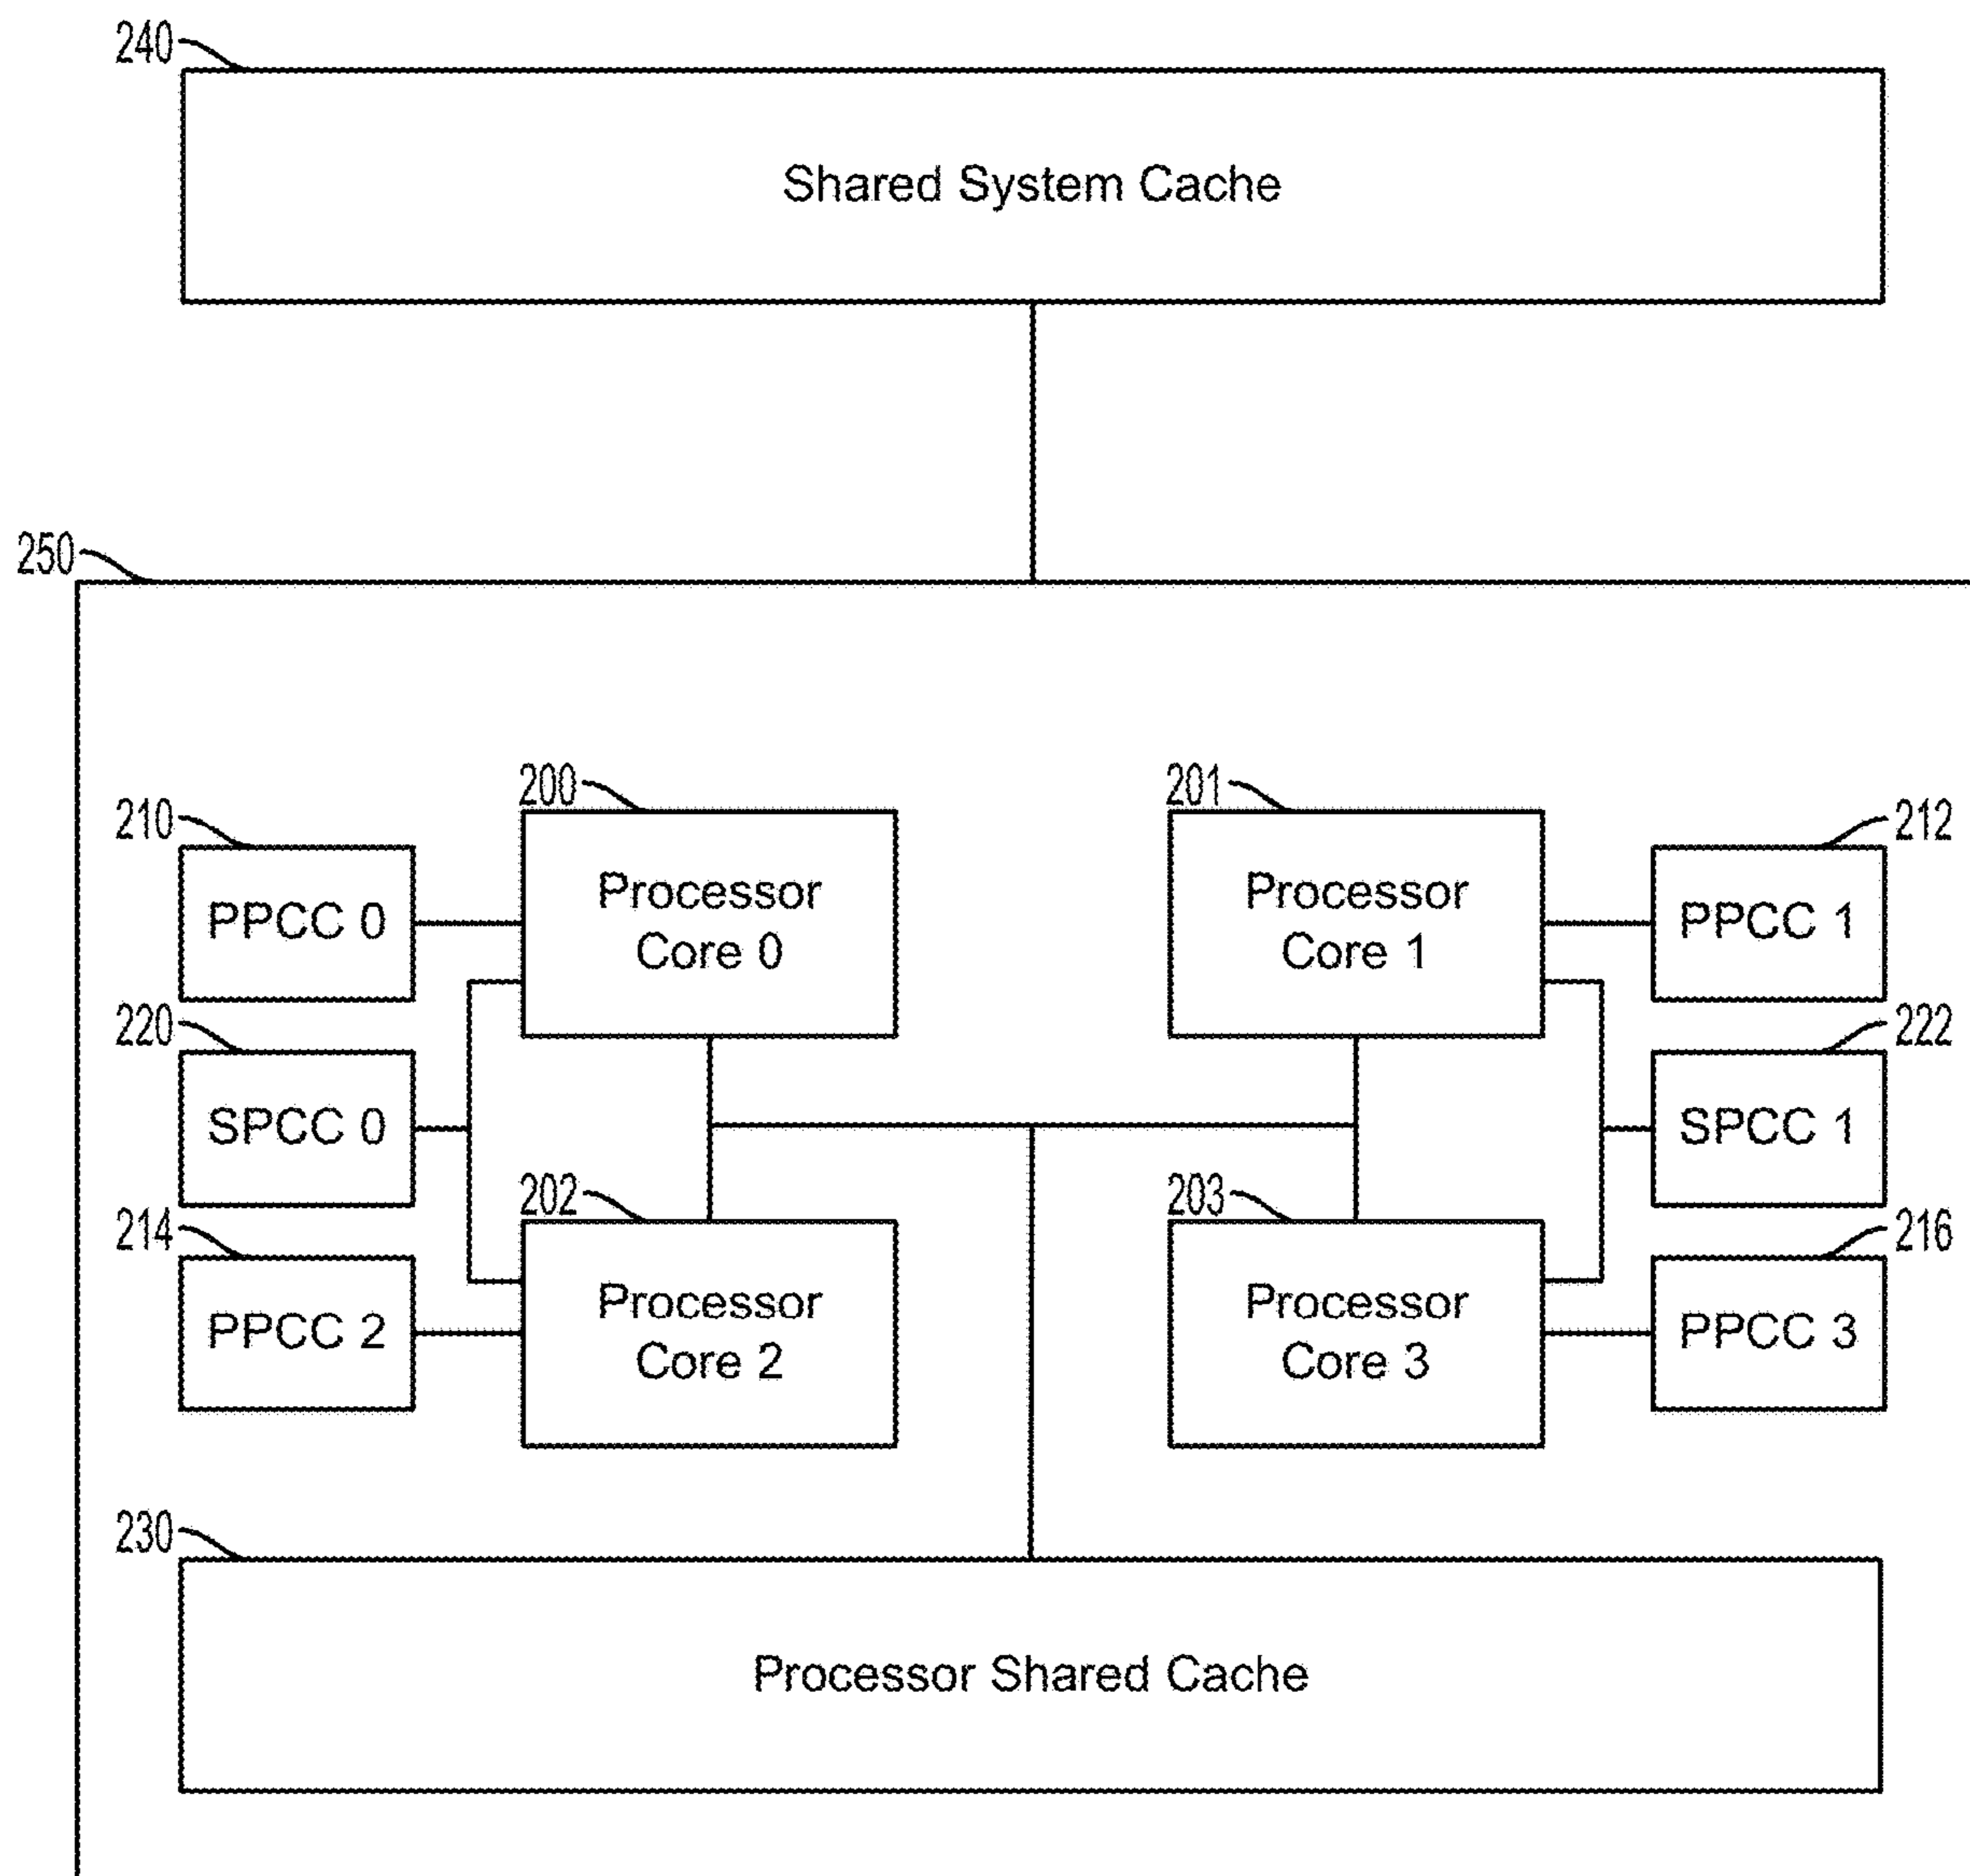 240
Shared System Cache
250
200
201
210
212
PPCC 0
Processor
Core 0
Processor
Core 1
PPCC 1
220
222
SPCC 0
SPCC 1
202
203
214
216
PPCC 2
Processor
Core 2
Processor
Core 3
PPCC 3
230
Processor Shared Cache